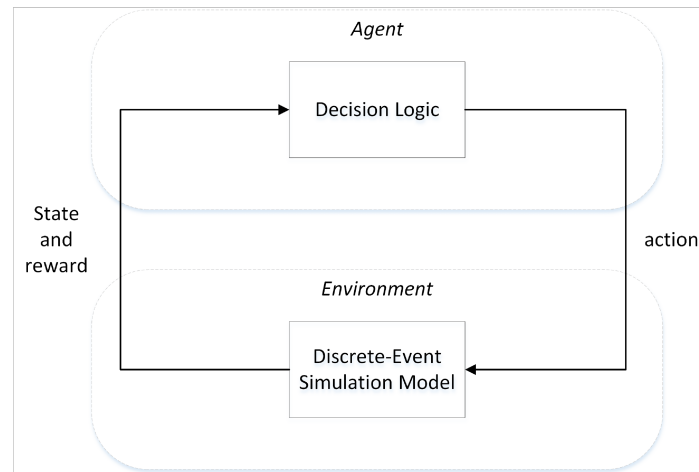 Agent
Decision Logic
State
and
reward
action
Environment
Discrete-Event
Simulation Model